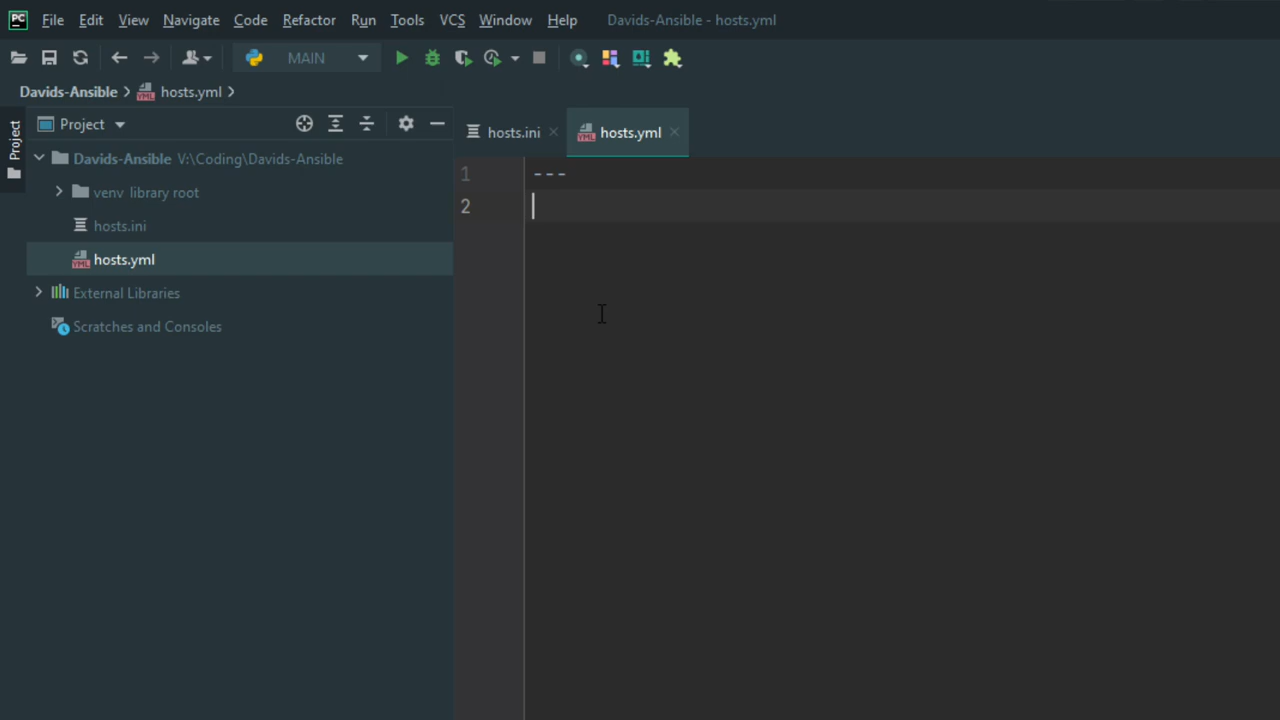 PC File Edit View Navigate Code Refactor Run Tools VCS Window Help Davids-Ansible - hosts.yml
MAIN
Davids-Ansible hosts.yml
Project
Project
hosts.ini hosts.yml
Davids-Ansible V:\Coding\Davids-Ansible
venv library root
hosts.ini
hosts.yml
External Libraries
Scratches and Consoles
1 ---
2